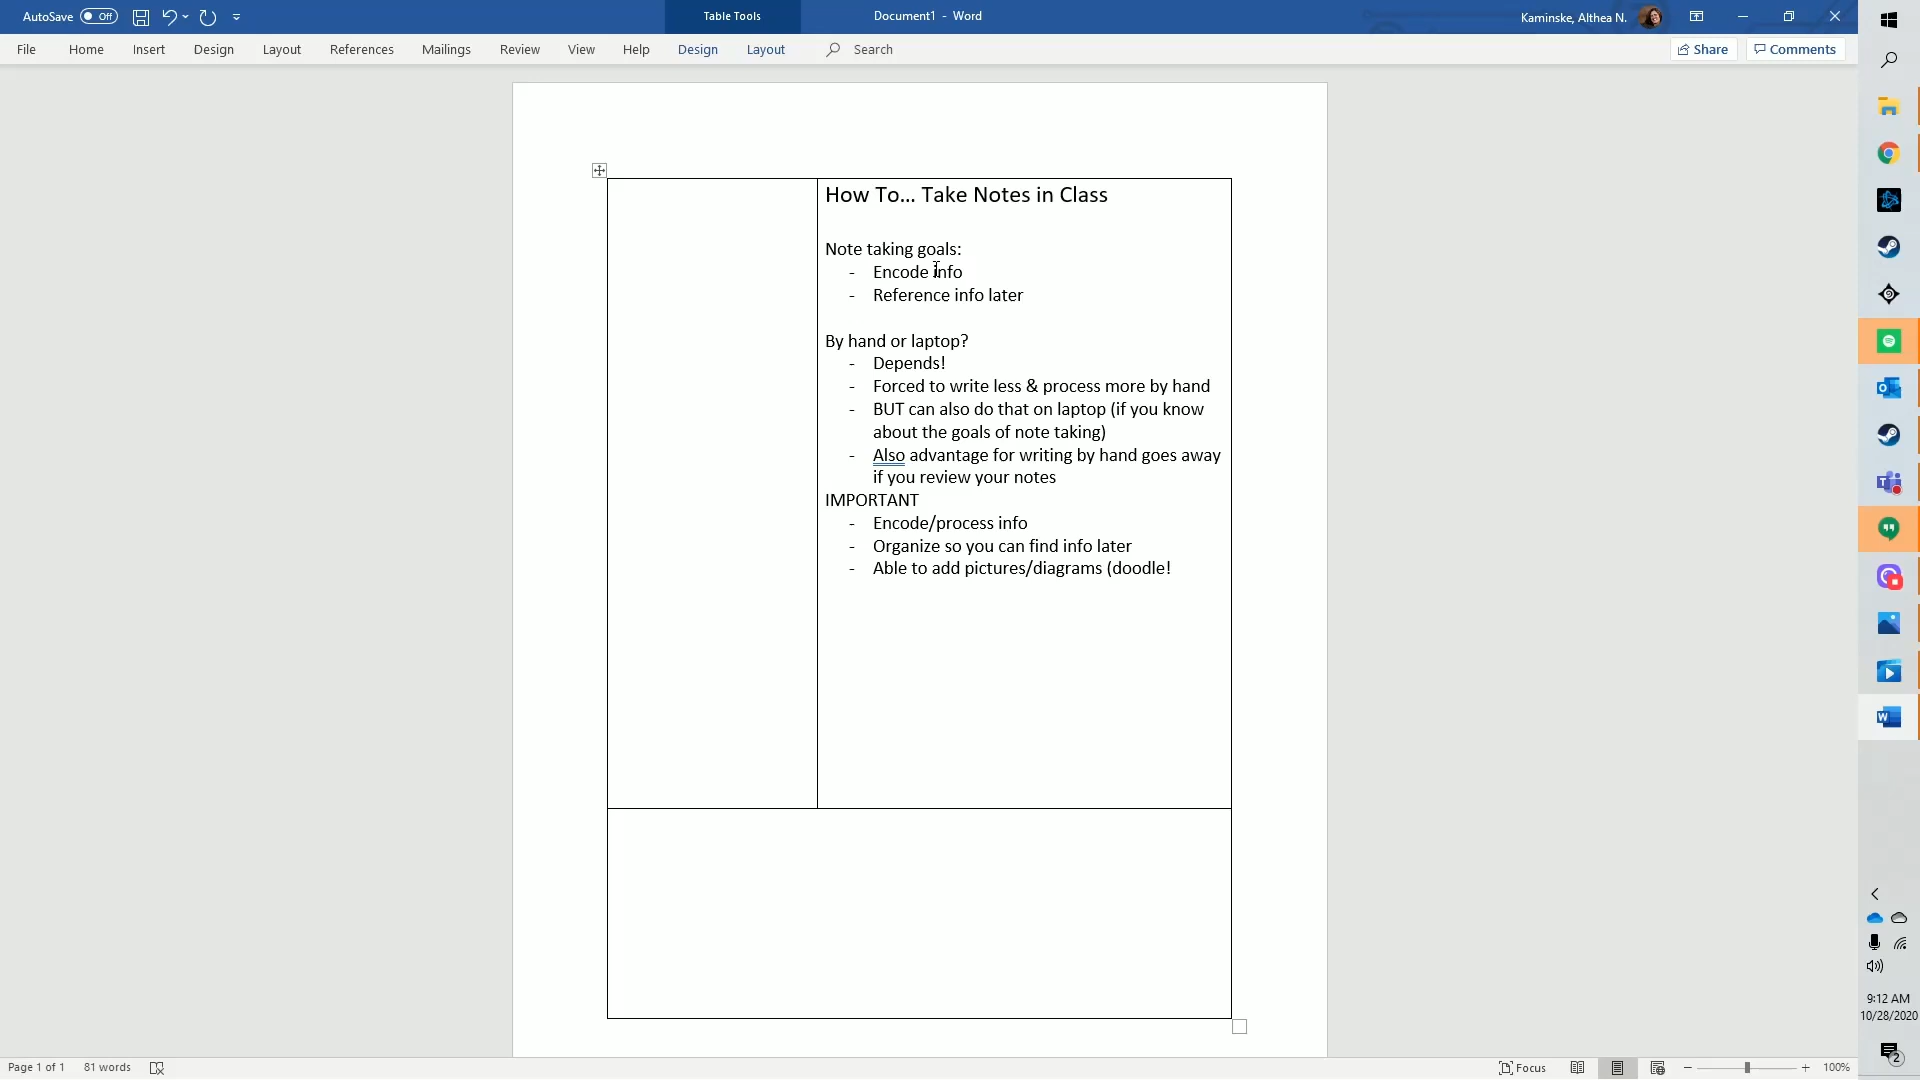 AutoSave Off
Table Tools
Document1 - Word
Kaminske, Althea N.
File Home Insert Design Layout References Mailings Review View Help Design Layout Search
Share Comments
How To... Take Notes in Class
Note taking goals:
- Encode info
- Reference info later
By hand or laptop?
- Depends!
- Forced to write less & process more by hand
- BUT can also do that on laptop (if you know
about the goals of note taking)
- Also advantage for writing by hand goes away
if you review your notes
IMPORTANT
- Encode/process info
- Organize so you can find info later
- Able to add pictures/diagrams (doodle!
9:12 AM
10/28/2020
2
Page 1 of 1 81 words
Focus
100%